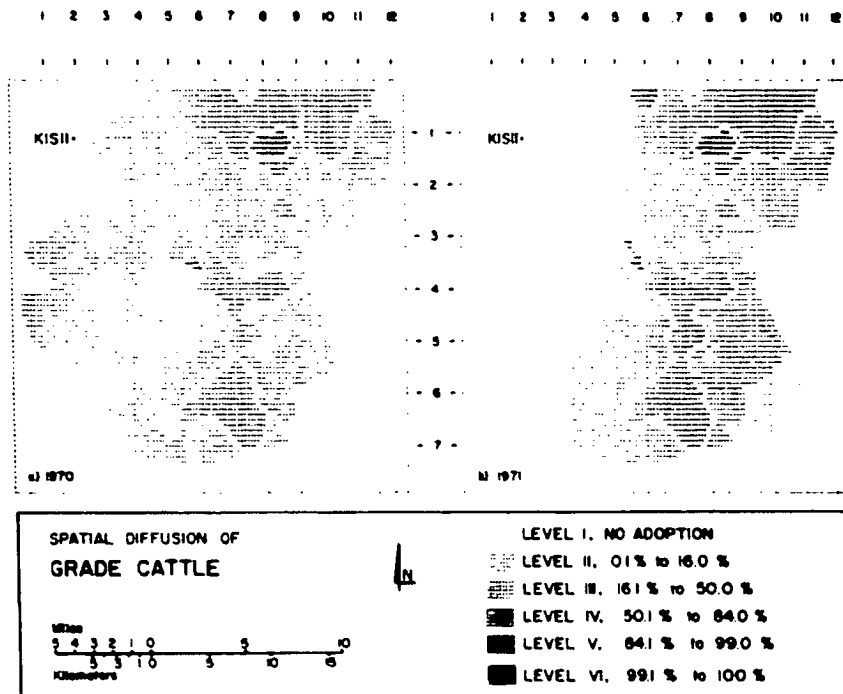 1 2 3 4 5 6 7 8 9 10 11 12
1 2 3 4 5 6 7 8 9 10 11 12
KISII
KISII
1
2
3
4
5
6
7
a) 1970
b) 1971
SPATIAL DIFFUSION OF
GRADE CATTLE
N
Miles
5 4 3 2 1 0 5 10
5 3 1 0 5 10 15
Kilometers
LEVEL I, NO ADOPTION
LEVEL II, 0.1 % to 16.0 %
LEVEL III, 16.1 % to 50.0 %
LEVEL IV, 50.1 % to 84.0 %
LEVEL V, 84.1 % to 99.0 %
LEVEL VI, 99.1 % to 100 %